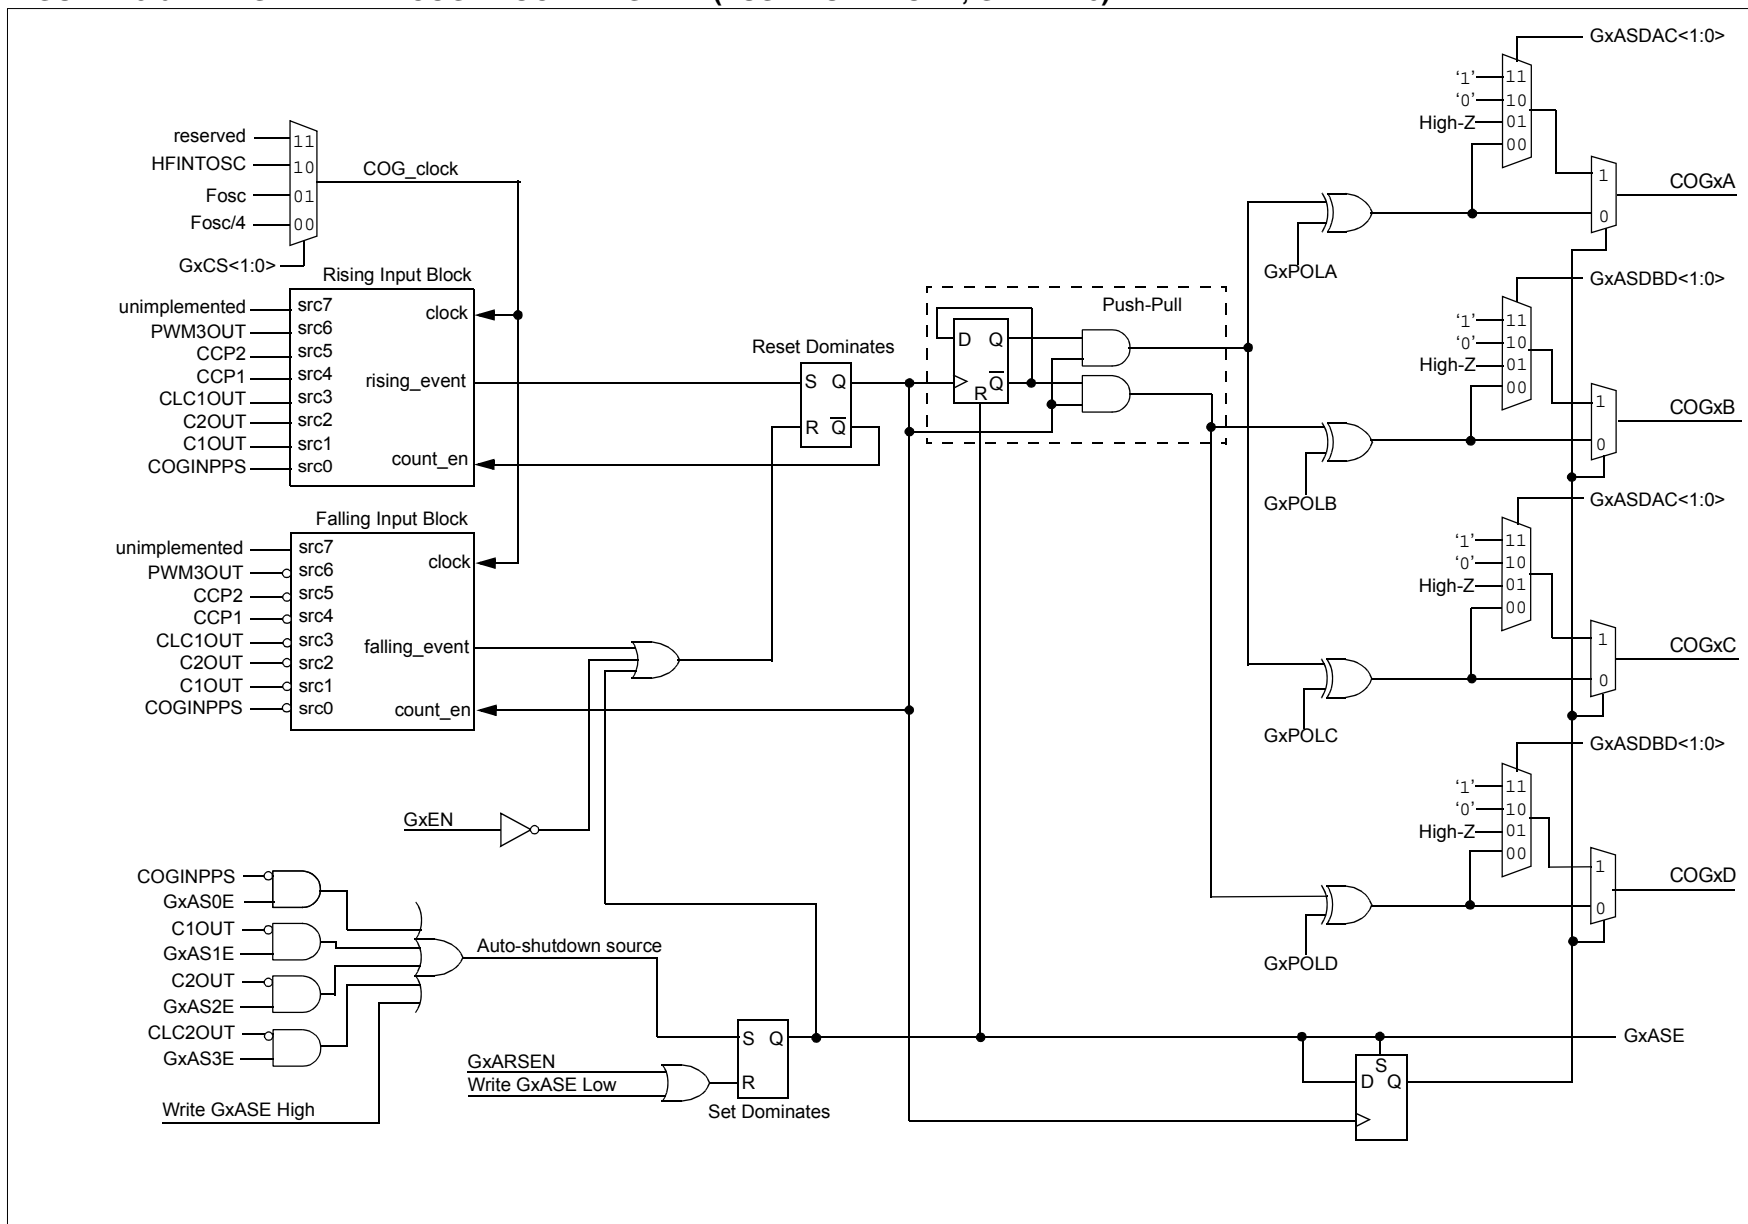 GxASDAC<1:0>
'1' 11
'0' 10
High-Z 01
00
1
0
COGxA
GxPOLA
reserved 11
HFINTOSC 10
Fosc 01
Fosc/4 00
COG_clock
GxCS<1:0>
Rising Input Block
unimplemented src7
PWM3OUT src6
CCP2 src5
CCP1 src4
CLC1OUT src3
C2OUT src2
C1OUT src1
COGINPPS src0
clock
rising_event
count_en
Reset Dominates
S Q
R Q
Push-Pull
D Q
Q
R
GxASDBD<1:0>
'1' 11
'0' 10
High-Z 01
00
1
0
COGxB
GxPOLB
Falling Input Block
unimplemented src7
PWM3OUT src6
CCP2 src5
CCP1 src4
CLC1OUT src3
C2OUT src2
C1OUT src1
COGINPPS src0
clock
falling_event
count_en
GxASDAC<1:0>
'1' 11
'0' 10
High-Z 01
00
1
0
COGxC
GxPOLC
GxASDBD<1:0>
'1' 11
'0' 10
High-Z 01
00
1
0
COGxD
GxPOLD
GxEN
COGINPPS
GxAS0E
C1OUT
GxAS1E
C2OUT
GxAS2E
CLC2OUT
GxAS3E
Write GxASE High
Auto-shutdown source
GxARSEN
Write GxASE Low
S Q
R
Set Dominates
GxASE
S
D Q